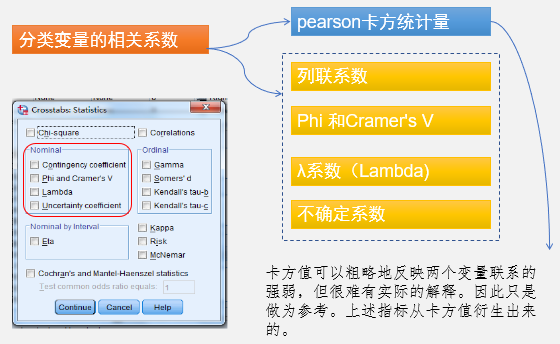 分类变量的相关系数
pearson卡方统计量
列联系数
Phi 和Cramer's V
λ系数（Lambda)
不确定系数
Crosstabs: Statistics
Chi-square
Correlations
Nominal
Contingency coefficient
Phi and Cramer's V
Lambda
Uncertainty coefficient
Ordinal
Gamma
Somers' d
Kendall's tau-b
Kendall's tau-c
Nominal by Interval
Eta
Kappa
Risk
McNemar
Cochran's and Mantel-Haenszel statistics
Test common odds ratio equals:
1
Continue
Cancel
Help
卡方值可以粗略地反映两个变量联系的
强弱，但很难有实际的解释。因此只是
做为参考。上述指标从卡方值衍生出来
的。